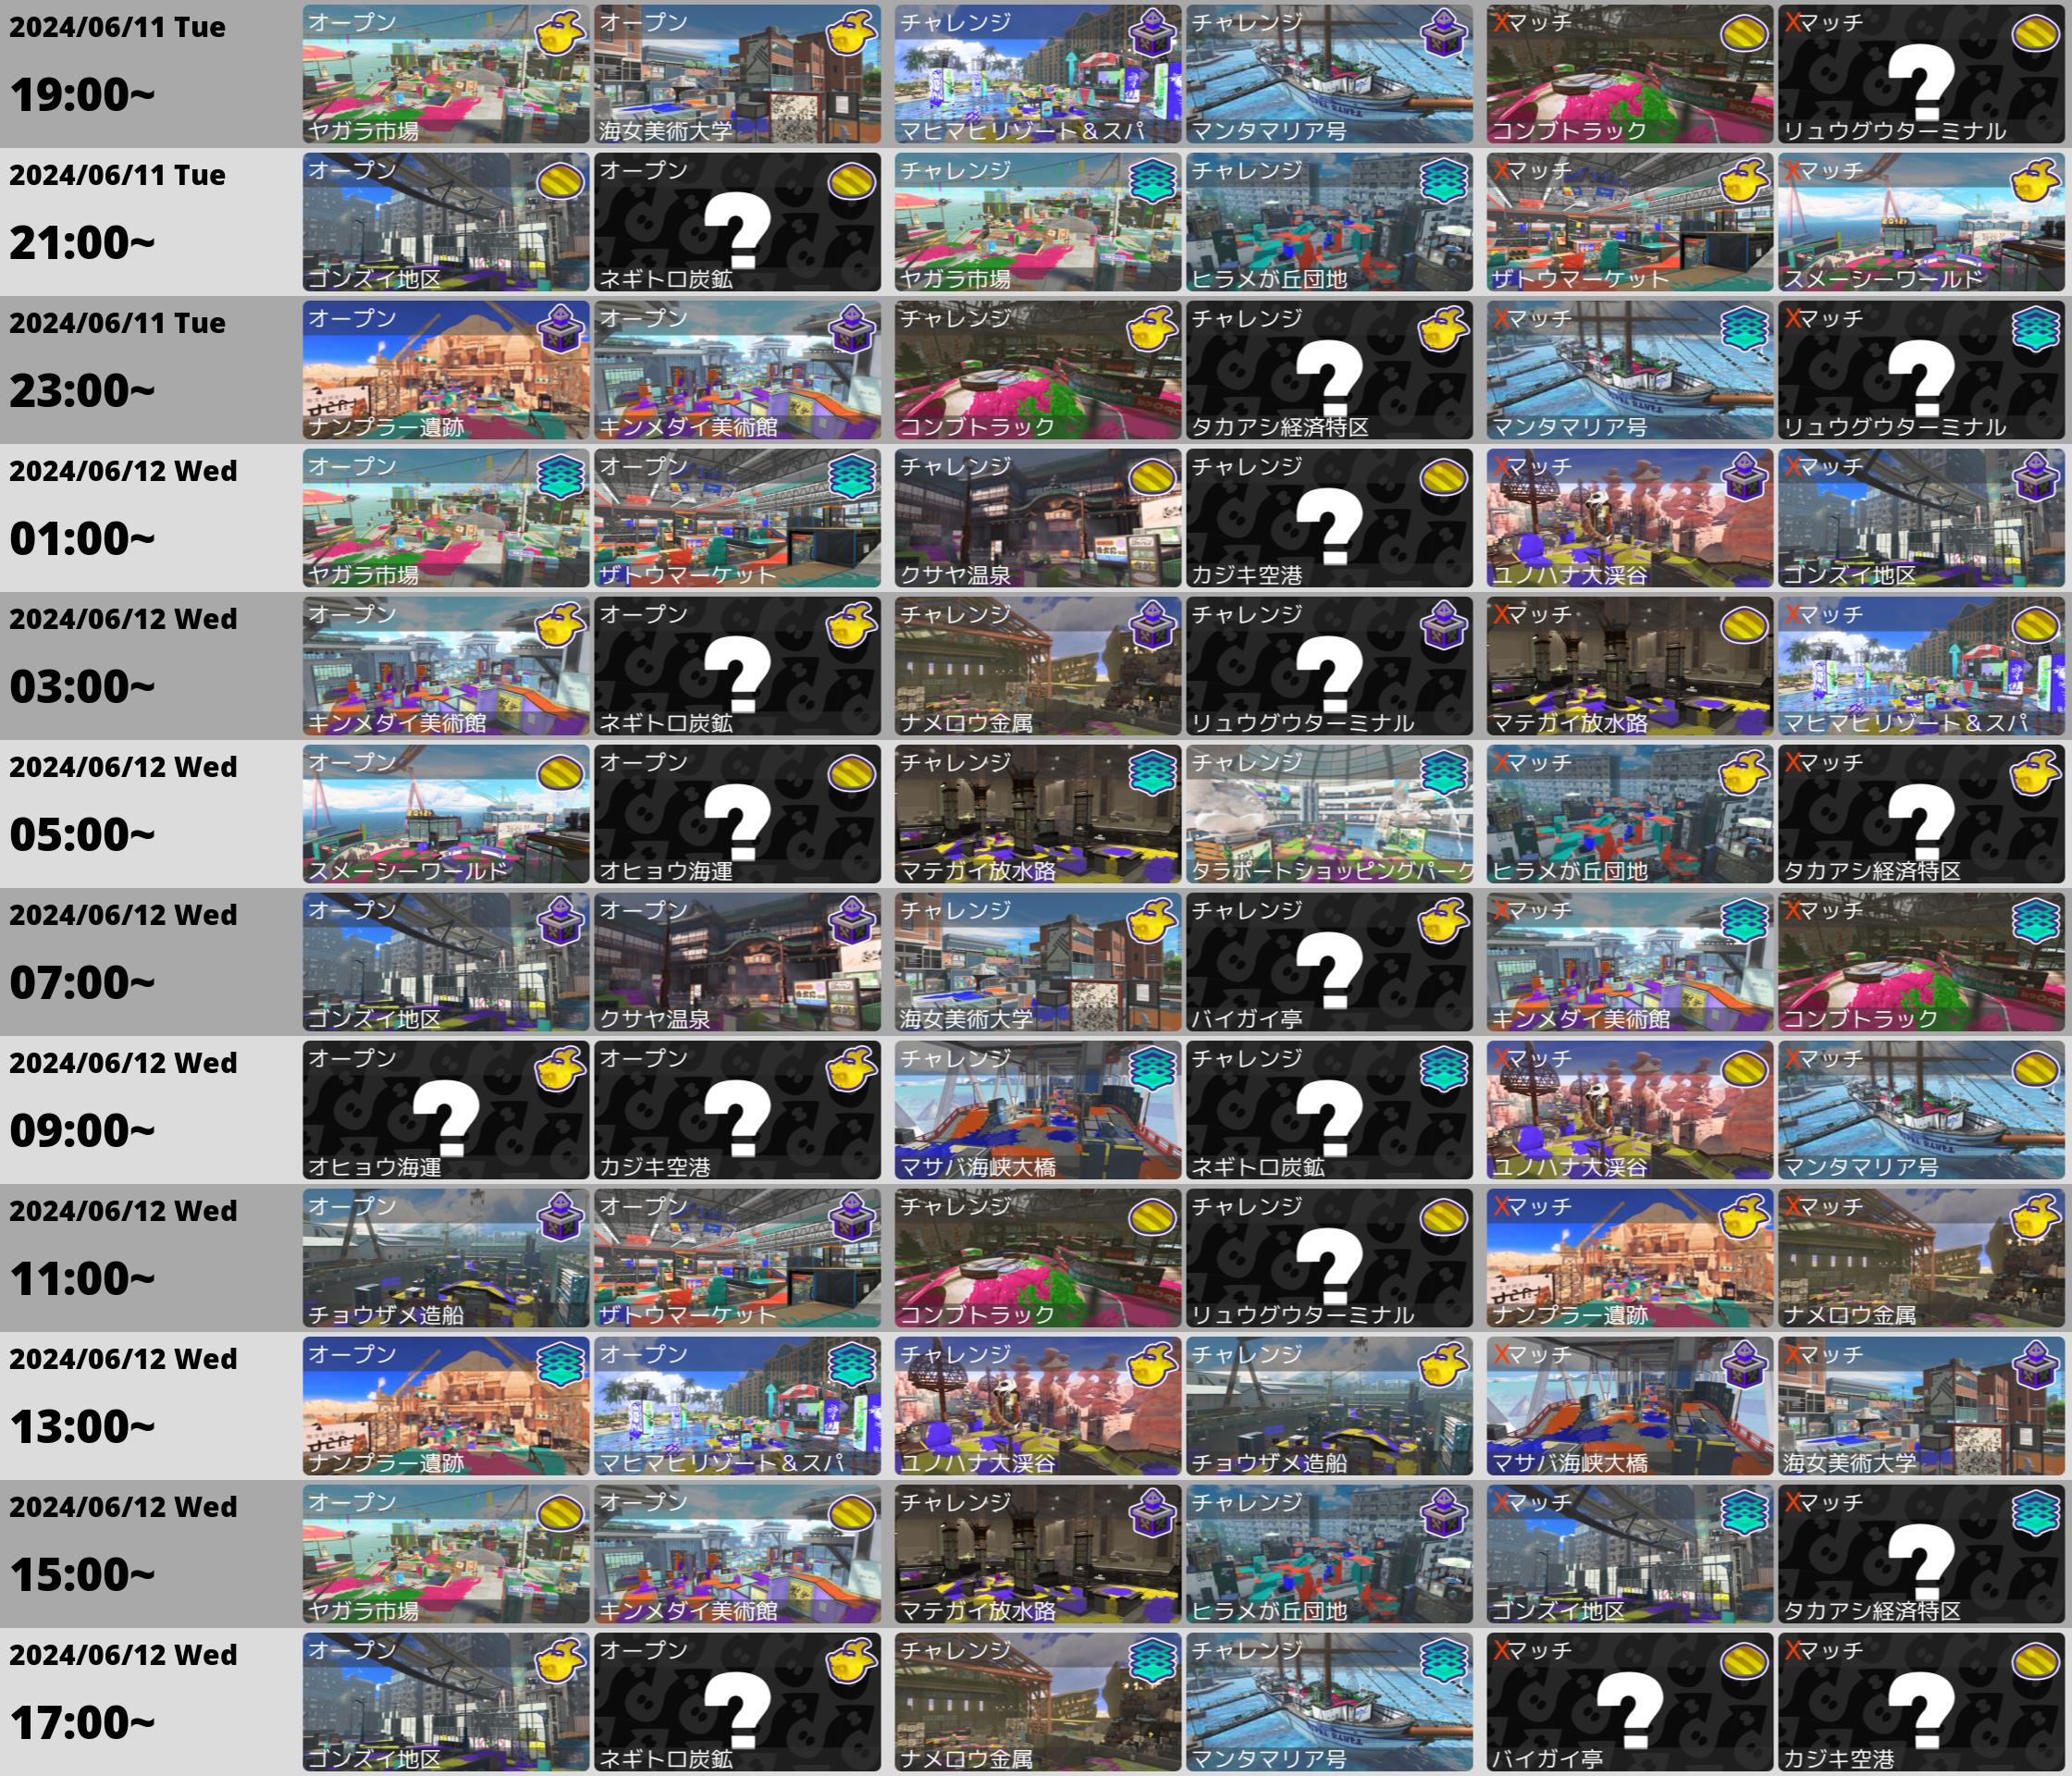 2024/06/11 Tue
19:00~
オープン
ヤガラ市場
オープン
海女美術大学
チャレンジ
マヒマヒリゾート＆スパ
チャレンジ
マンタマリア号
Xマッチ
コンブトラック
Xマッチ
リュウグウターミナル
2024/06/11 Tue
21:00~
オープン
ゴンズイ地区
オープン
ネギトロ炭鉱
チャレンジ
ヤガラ市場
チャレンジ
ヒラメが丘団地
Xマッチ
ザトウマーケット
Xマッチ
スメーシーワールド
2024/06/11 Tue
23:00~
オープン
ナンプラー遺跡
オープン
キンメダイ美術館
チャレンジ
コンブトラック
チャレンジ
タカアシ経済特区
Xマッチ
マンタマリア号
Xマッチ
リュウグウターミナル
2024/06/12 Wed
01:00~
オープン
ヤガラ市場
オープン
ザトウマーケット
チャレンジ
クサヤ温泉
チャレンジ
カジキ空港
Xマッチ
ユノハナ大渓谷
Xマッチ
ゴンズイ地区
2024/06/12 Wed
03:00~
オープン
キンメダイ美術館
オープン
ネギトロ炭鉱
チャレンジ
ナメロウ金属
チャレンジ
リュウグウターミナル
Xマッチ
マテガイ放水路
Xマッチ
マヒマヒリゾート＆スパ
2024/06/12 Wed
05:00~
オープン
スメーシーワールド
オープン
オヒョウ海運
チャレンジ
マテガイ放水路
チャレンジ
タラポートショッピングパーク
Xマッチ
ヒラメが丘団地
Xマッチ
タカアシ経済特区
2024/06/12 Wed
07:00~
オープン
ゴンズイ地区
オープン
クサヤ温泉
チャレンジ
海女美術大学
チャレンジ
バイガイ亭
Xマッチ
キンメダイ美術館
Xマッチ
コンブトラック
2024/06/12 Wed
09:00~
オープン
オヒョウ海運
オープン
カジキ空港
チャレンジ
マサバ海峡大橋
チャレンジ
ネギトロ炭鉱
Xマッチ
ユノハナ大渓谷
Xマッチ
マンタマリア号
2024/06/12 Wed
11:00~
オープン
チョウザメ造船
オープン
ザトウマーケット
チャレンジ
コンブトラック
チャレンジ
リュウグウターミナル
Xマッチ
ナンプラー遺跡
Xマッチ
ナメロウ金属
2024/06/12 Wed
13:00~
オープン
ナンプラー遺跡
オープン
マヒマヒリゾート＆スパ
チャレンジ
ユノハナ大渓谷
チャレンジ
チョウザメ造船
Xマッチ
マサバ海峡大橋
Xマッチ
海女美術大学
2024/06/12 Wed
15:00~
オープン
ヤガラ市場
オープン
キンメダイ美術館
チャレンジ
マテガイ放水路
チャレンジ
ヒラメが丘団地
Xマッチ
ゴンズイ地区
Xマッチ
タカアシ経済特区
2024/06/12 Wed
17:00~
オープン
ゴンズイ地区
オープン
ネギトロ炭鉱
チャレンジ
ナメロウ金属
チャレンジ
マンタマリア号
Xマッチ
バイガイ亭
Xマッチ
カジキ空港